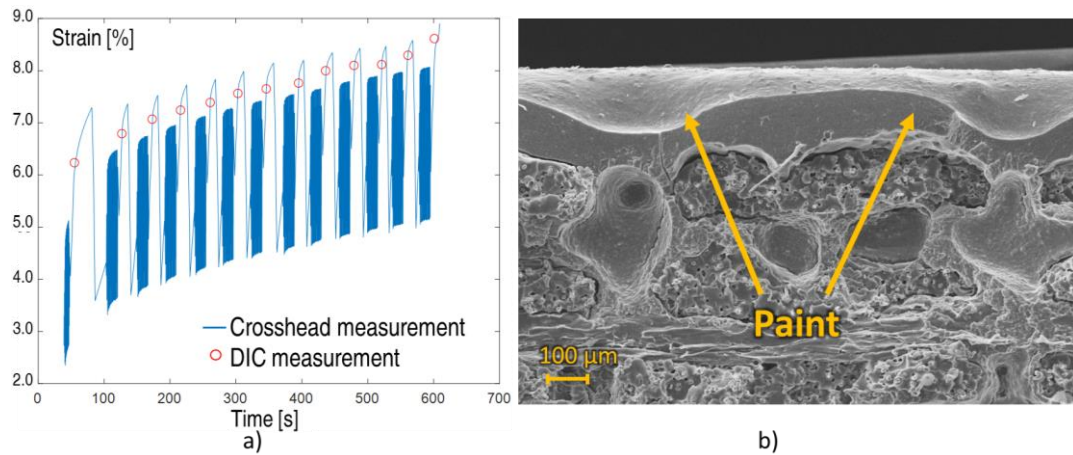 9.0
Strain [%]
8.0
7.0
6.0
5.0
4.0
3.0
2.0
Crosshead measurement
DIC measurement
0 100 200 300 400 500 600 700
Time [s]
a)
Paint
100 µm
b)